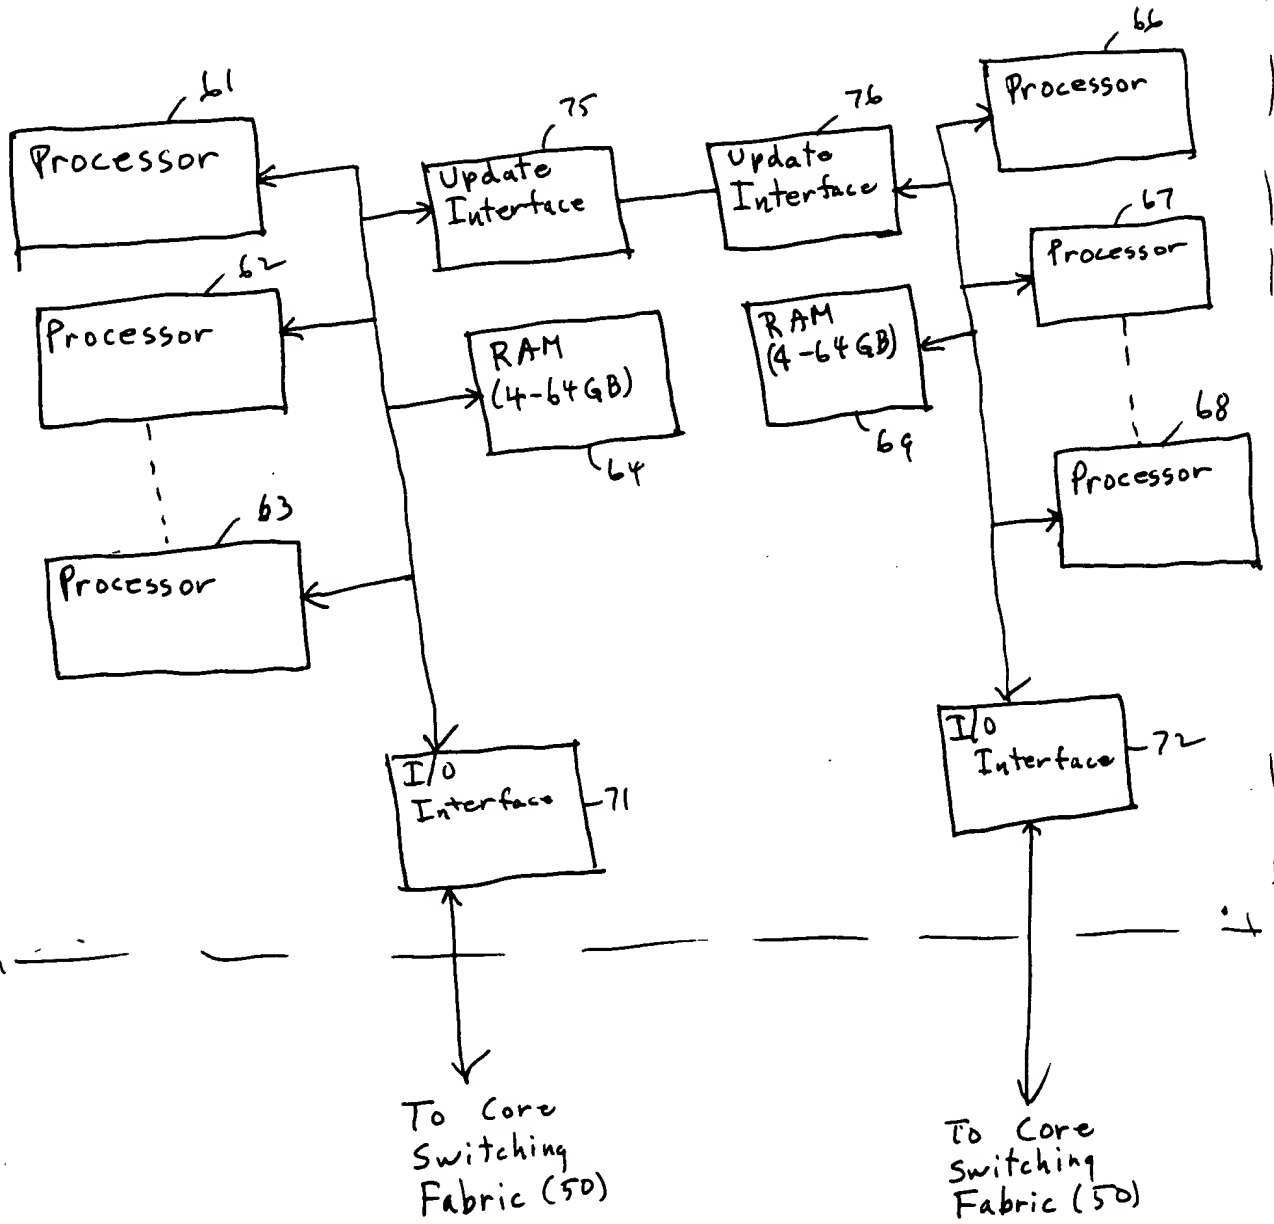 61
Processor
75
Update
Interface
76
Update
Interface
66
Processor
62
Processor
RAM
(4-64GB)
64
RAM
(4-64GB)
69
67
Processor
63
Processor
68
Processor
I/O
Interface
71
I/O
Interface
72
To Core
Switching
Fabric (50)
To Core
Switching
Fabric (50)